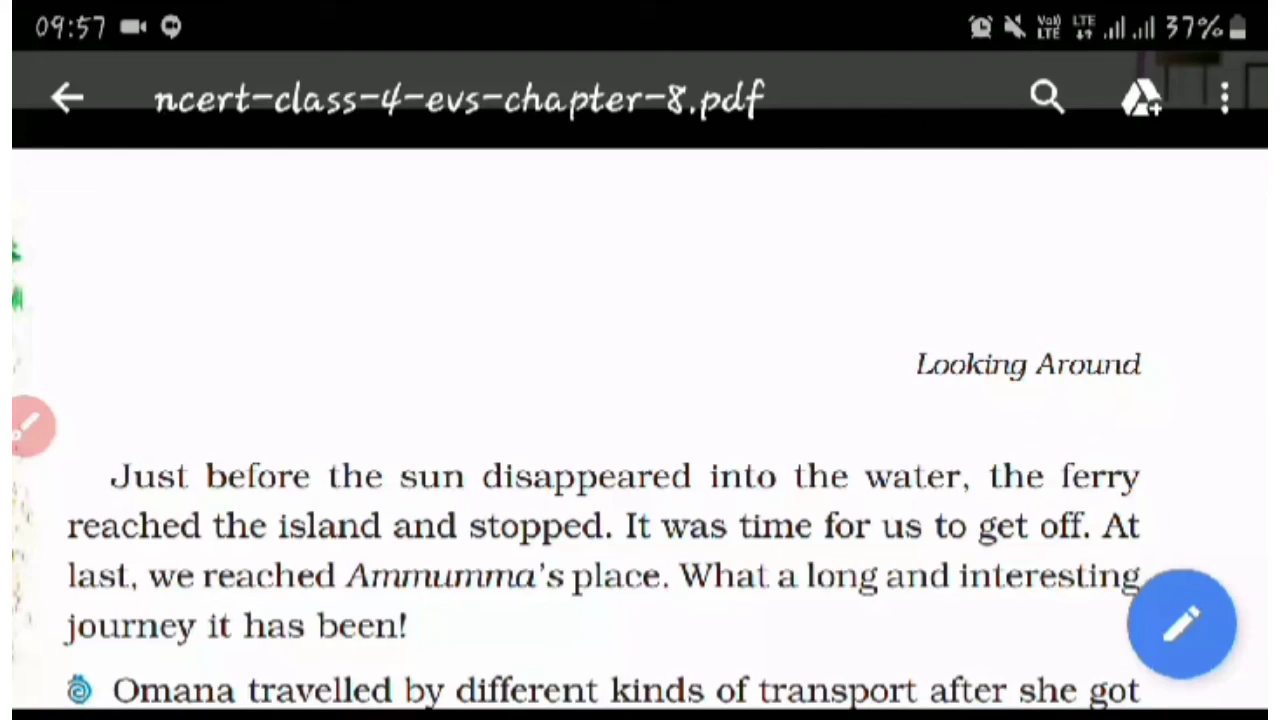 09:57 Vo) LTE LTE 37%
ncert-class-4-evs-chapter-8.pdf
Looking Around
Just before the sun disappeared into the water, the ferry
reached the island and stopped. It was time for us to get off. At
last, we reached Ammumma's place. What a long and interesting
journey it has been!
Omana travelled by different kinds of transport after she got